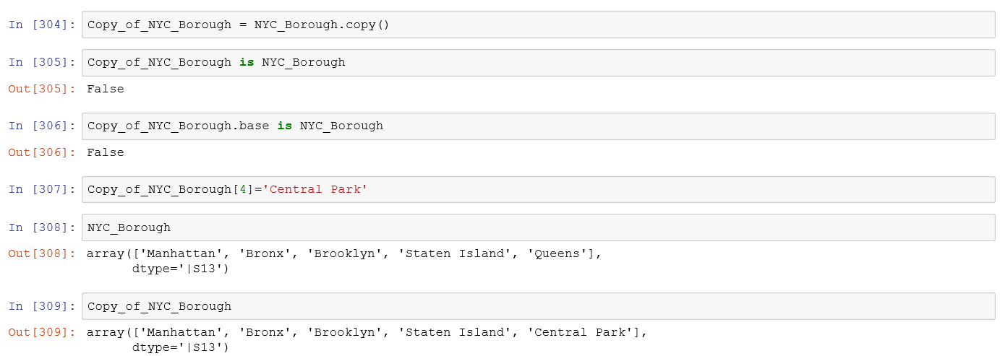 In [304]: Copy_of_NYC_Borough = NYC_Borough.copy()
In [305]: Copy_of_NYC_Borough is NYC_Borough
Out[305]: False
In [306]: Copy_of_NYC_Borough.base is NYC_Borough
Out[306]: False
In [307]: Copy_of_NYC_Borough[4]='Central Park'
In [308]: NYC_Borough
Out[308]: array(['Manhattan', 'Bronx', 'Brooklyn', 'Staten Island', 'Queens'],
dtype='|S13')
In [309]: Copy_of_NYC_Borough
Out[309]: array(['Manhattan', 'Bronx', 'Brooklyn', 'Staten Island', 'Central Park'],
dtype='|S13')